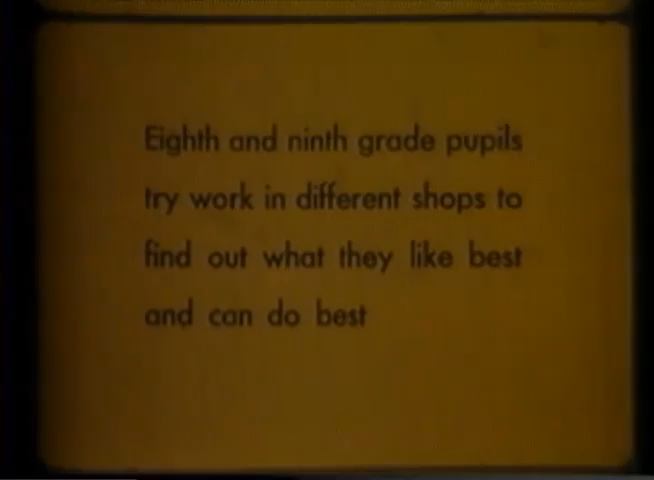 Eighth and ninth grade pupils
try work in different shops to
find out what they like best
and can do best